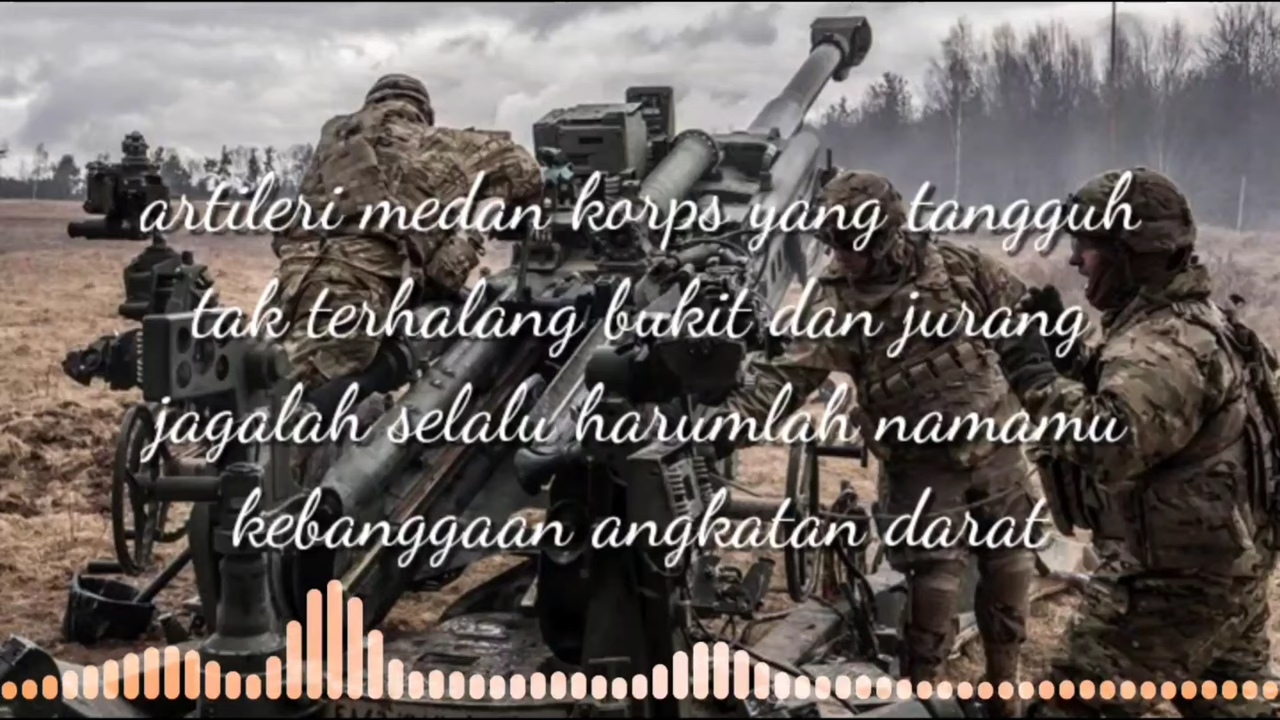 artileri medan korps yang tangguh
tak terhalang bukit dan jurang
jagalah selalu harumlah namamu
kebanggaan angkatan darat